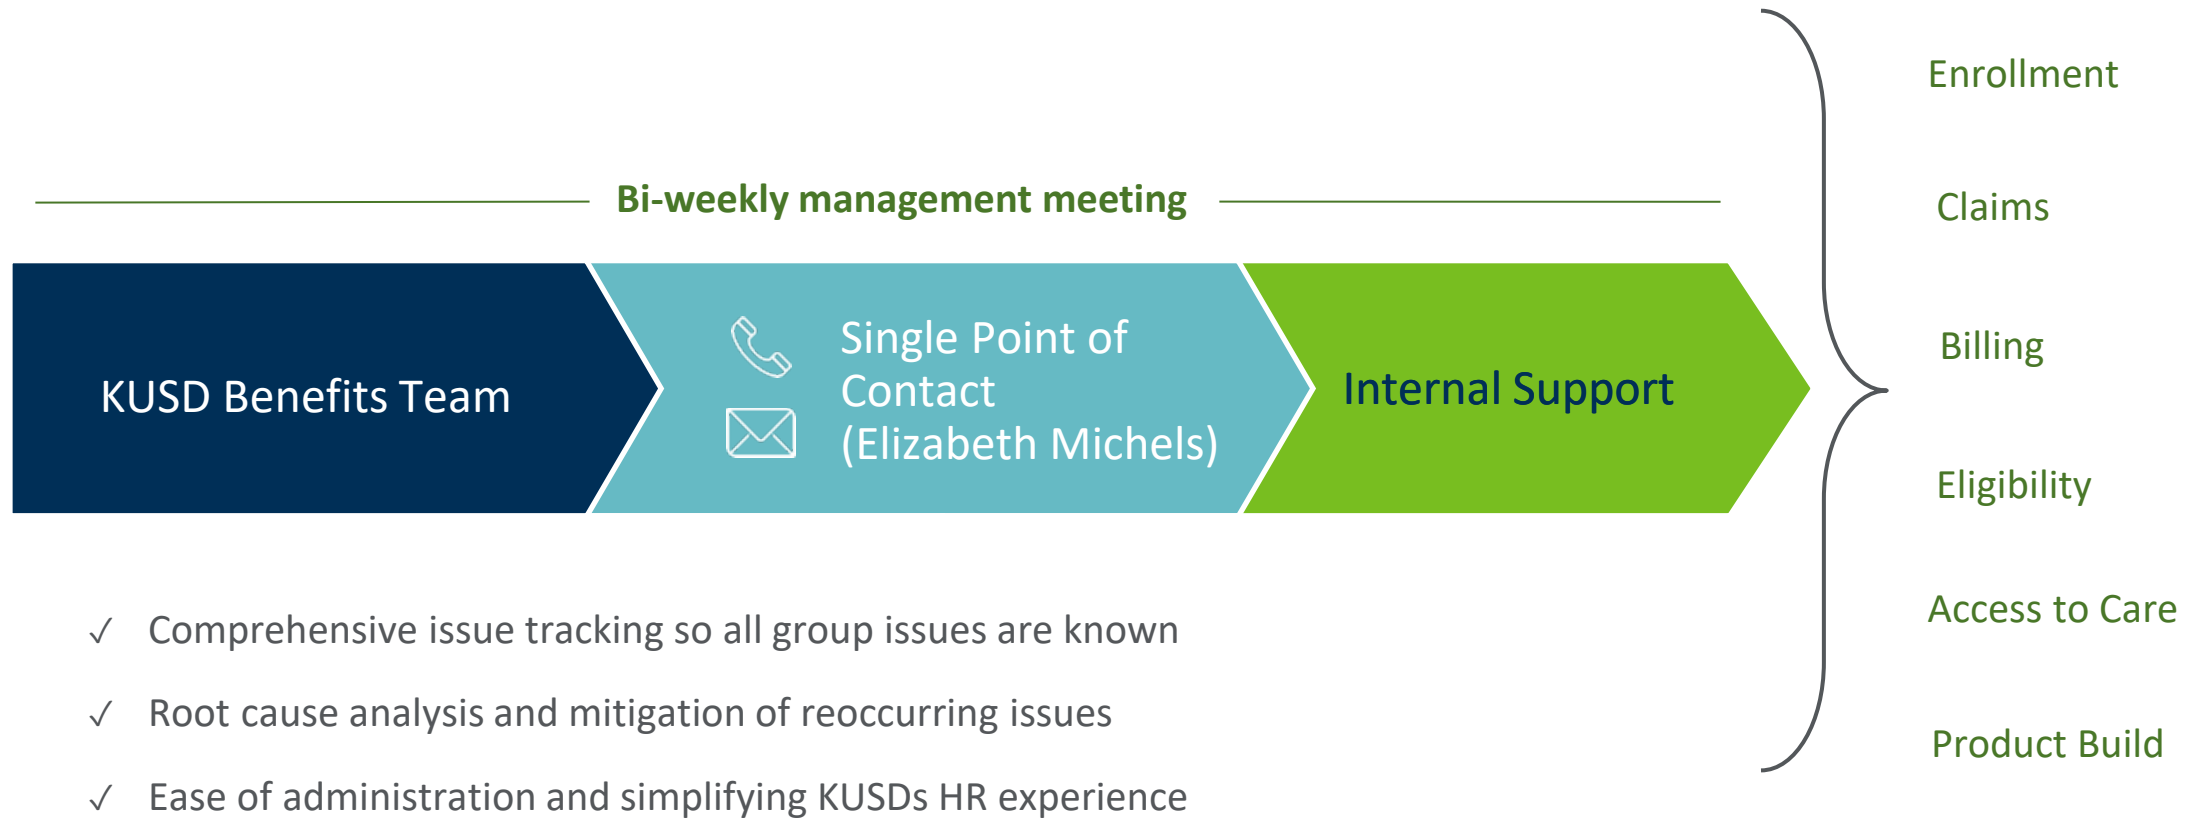 Bi-weekly management meeting
KUSD Benefits Team
Single Point of
Contact
(Elizabeth Michels)
Internal Support
Enrollment
Claims
Billing
Eligibility
Access to Care
Product Build
✓ Comprehensive issue tracking so all group issues are known
✓ Root cause analysis and mitigation of reoccurring issues
✓ Ease of administration and simplifying KUSDs HR experience